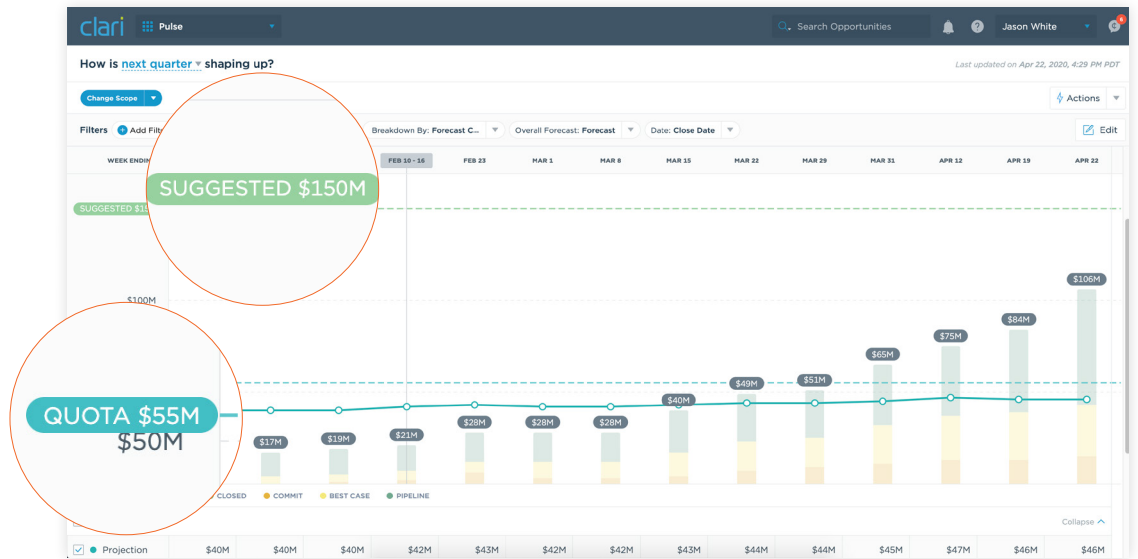 clari Pulse Search Opportunities ? Jason White 6
How is next quarter shaping up? Last updated on Apr 22, 2020, 4:29 PM PDT
Change Scope Actions
Filters Add Filt Breakdown By: Forecast C... Overall Forecast: Forecast Date: Close Date Edit
WEEK ENDIN FEB 10 - 16 FEB 23 MAR 1 MAR 8 MAR 15 MAR 22 MAR 29 MAR 31 APR 12 APR 19 APR 22
SUGGESTED $150M
SUGGESTED $15
$106M
$100M
$84M
$75M
$65M
$49M $51M
$40M
QUOTA $55M
$50M
$17M $19M $21M $28M $28M $28M
CLOSED COMMIT BEST CASE PIPELINE
Collapse
Projection $40M $40M $40M $42M $43M $42M $42M $43M $44M $44M $45M $47M $46M $46M